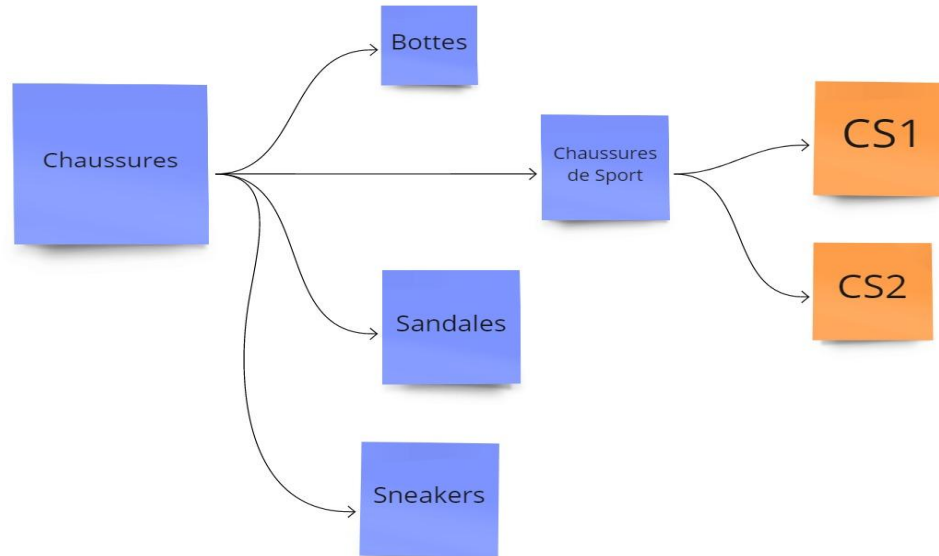 Bottes
Chaussures
Chaussures
de Sport
CS1
CS2
Sandales
Sneakers